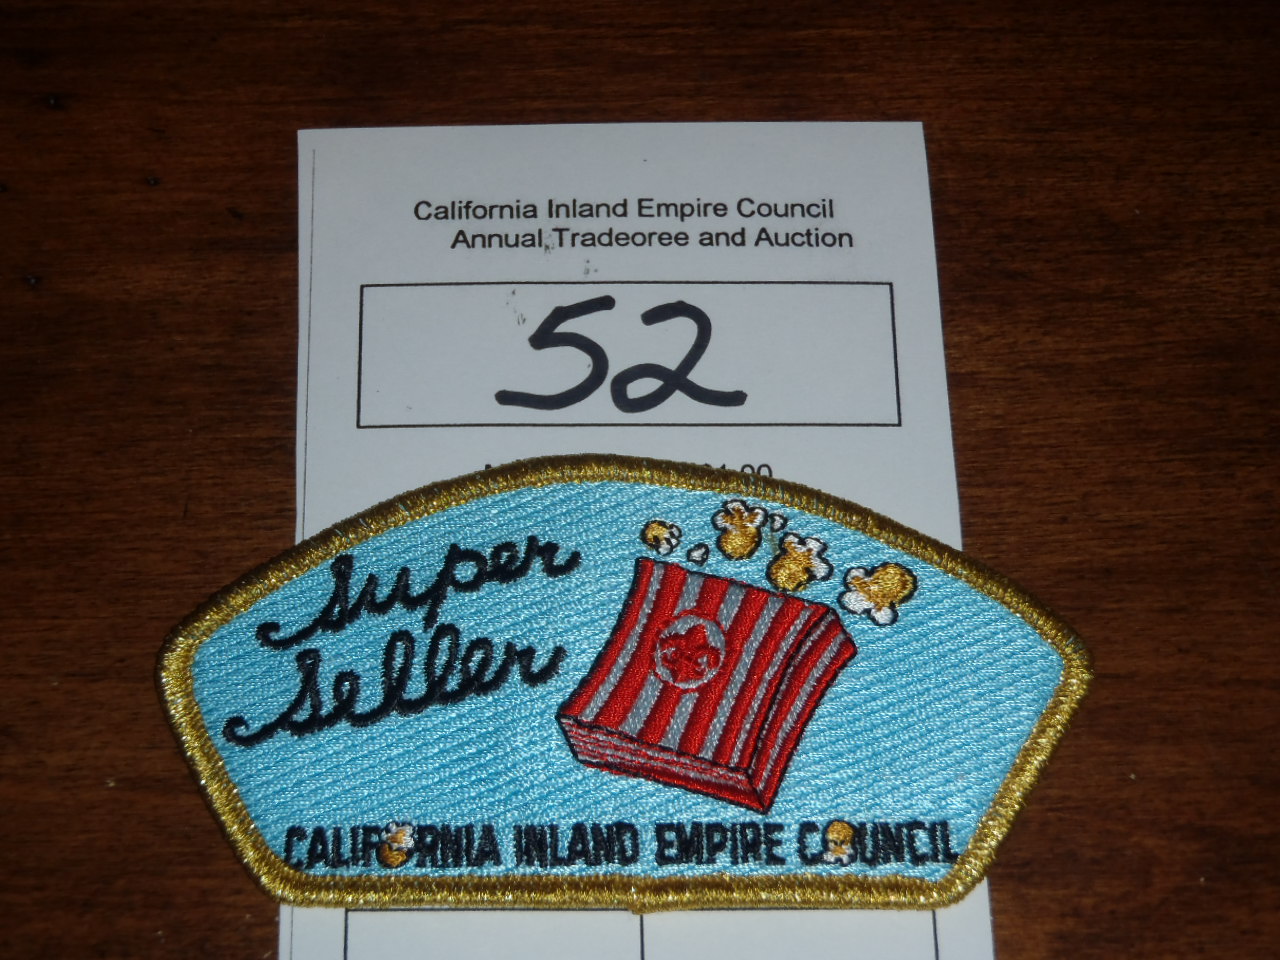 California Inland Empire Council
Annual Tradeoree and Auction
52
Super
Seller
CALIFORNIA INLAND EMPIRE COUNCIL